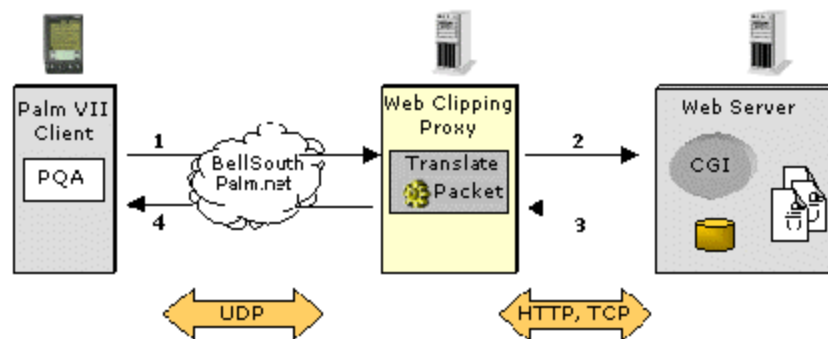 Palm VII
Client
PQA
1
4
BellSouth
Palm.net
Web Clipping
Proxy
Translate
Packet
2
3
Web Server
CGI
UDP
HTTP, TCP